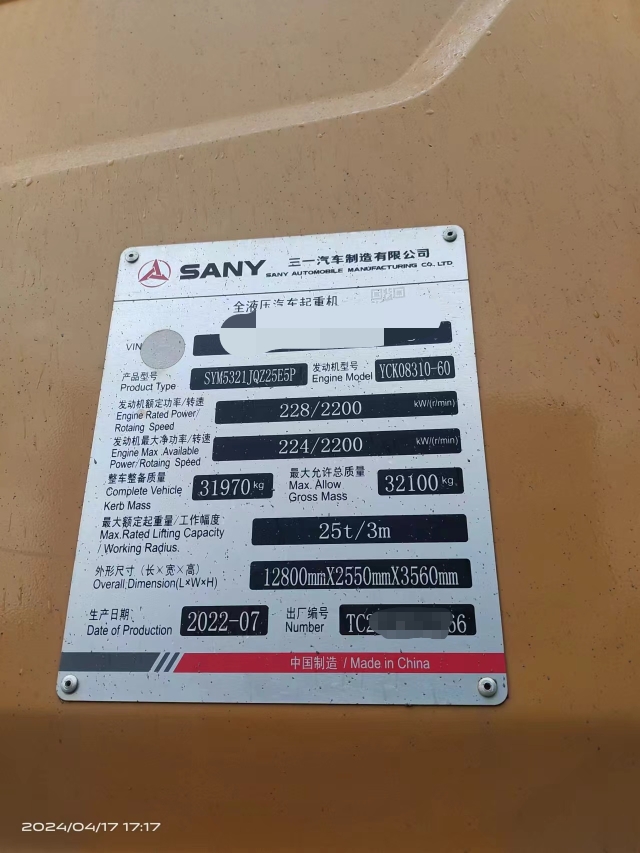 SANY 三一汽车制造有限公司
SANY AUTOMOBILE MANUFACTURING CO., LTD
全液压汽车起重机
VIN
产品型号 SYM5321JQZ25E5P 发动机型号 YCK08310-60
Product Type Engine Model
发动机额定功率/转速 228/2200 kW/(r/min)
Engine Rated Power/
Rotaing Speed
发动机最大净功率/转速 224/2200 kW/(r/min)
Engine Max .Available
Power/Rotaing Speed
整车整备质量 31970 kg 最大允许总质量 32100 kg
Complete Vehicle Max. Allow
Kerb Mass Gross Mass
最大额定起重量/工作幅度 25t/3m
Max.Rated Lifting Capacity
/ Working Radius.
外形尺寸（长×宽×高） 12800mmX2550mmX3560mm
Overall Dimension(L×W×H)
生产日期: 2022-07 出厂编号 TC2 66
Date of Production Number
中国制造 / Made in China
2024/04/17 17:17